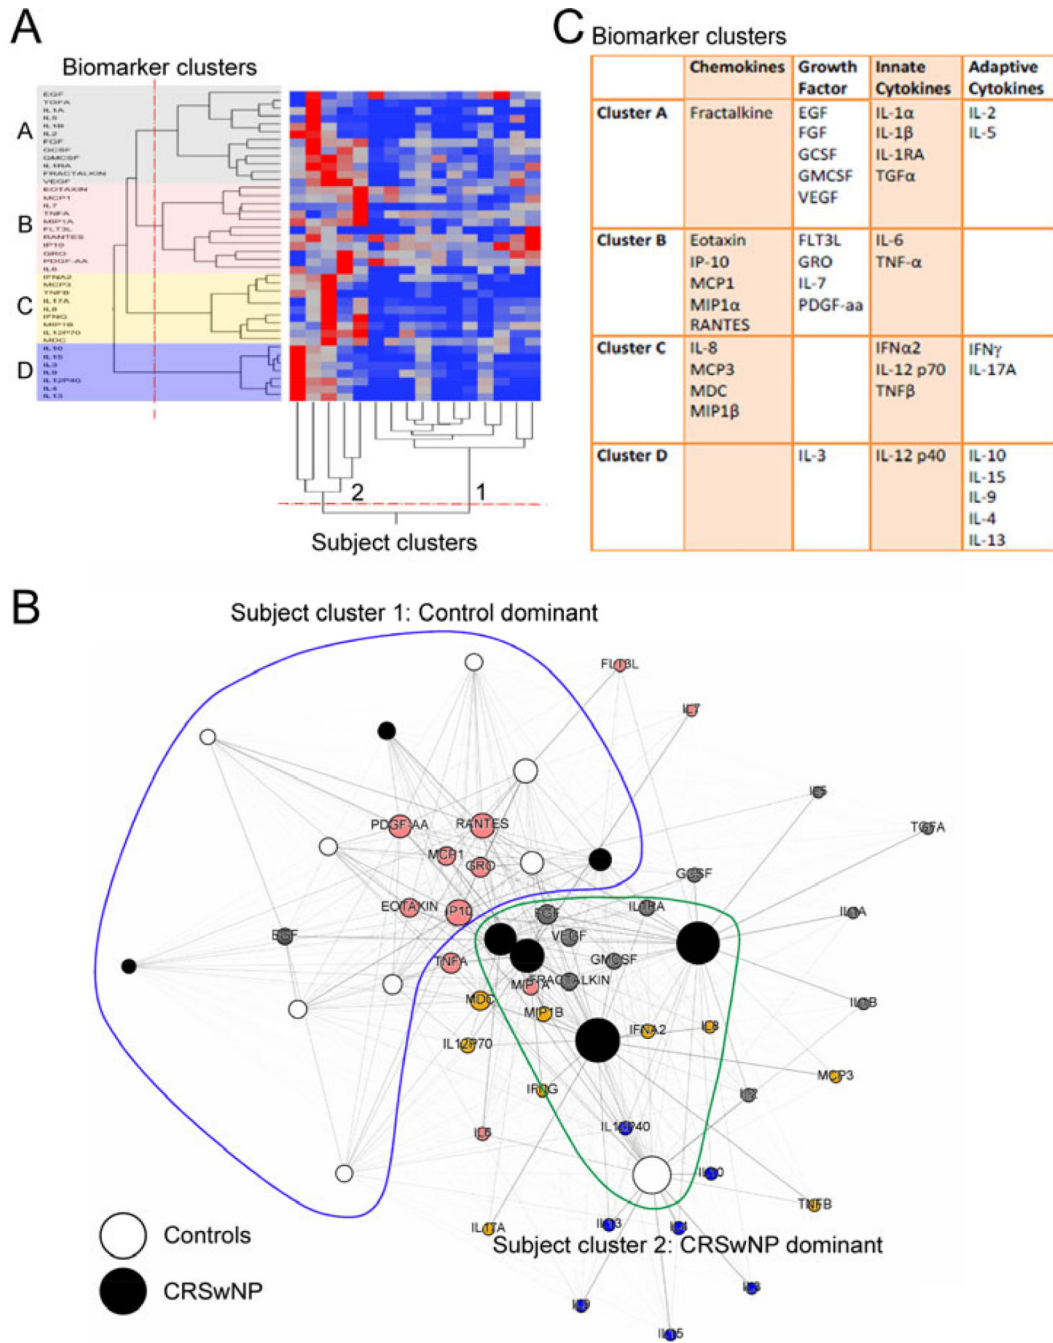 A
Biomarker clusters
A
B
C
D
EGF
TGFA
IL1A
IL5
IL1B
IL2
FGF
GCSF
GMCSF
IL1RA
FRACTALKIN
VEGF
EOTAXIN
MCP1
IL7
TNFA
MIP1A
FLT3L
RANTES
IP10
GRO
PDGF-AA
IL6
IFNA2
MCP3
TNFB
IL17A
IL8
IFNG
MIP1B
IL12P70
MDC
IL10
IL15
IL3
IL9
IL12P40
IL4
IL13
2
1
Subject clusters
C Biomarker clusters
Chemokines Growth Factor Innate Cytokines Adaptive Cytokines
Cluster A Fractalkine EGF IL-1α IL-2
FGF IL-1β IL-5
GCSF IL-1RA
GMCSF TGFα
VEGF
Cluster B Eotaxin FLT3L IL-6
IP-10 GRO TNF-α
MCP1 IL-7
MIP1α PDGF-aa
RANTES
Cluster C IL-8 IFNα2 IFNγ
MCP3 IL-12 p70 IL-17A
MDC TNFβ
MIP1β
Cluster D IL-3 IL-12 p40 IL-10
IL-15
IL-9
IL-4
IL-13
B
Subject cluster 1: Control dominant
FLT3L
IL7
IL5
TGFA
PDGF-AA
RANTES
MCP1
GRO
GCSF
EOTAXIN
IP10
FGF
IL1RA
IL1A
EGF
VEGF
TNFA
GMCSF
FRACTALKIN
MIP1A
MDC
MIP1B
IL1B
IFNA2
IL8
IL12P70
MCP3
IFNG
IL2
IL6
IL12P40
IL10
TNFB
IL17A
IL13
IL4
Subject cluster 2: CRSwNP dominant
IL3
IL9
IL15
Controls
CRSwNP